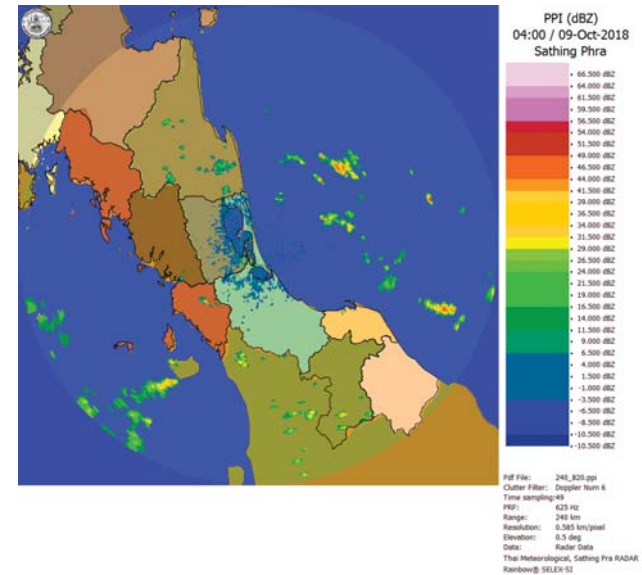 PPI (dBZ)
04:00 / 09-Oct-2018
Sathing Phra
66.500 dBZ
64.000 dBZ
61.500 dBZ
59.500 dBZ
56.500 dBZ
54.000 dBZ
51.500 dBZ
49.000 dBZ
46.500 dBZ
44.000 dBZ
41.500 dBZ
39.000 dBZ
36.500 dBZ
34.000 dBZ
31.500 dBZ
29.000 dBZ
26.500 dBZ
24.000 dBZ
21.500 dBZ
19.000 dBZ
16.500 dBZ
14.000 dBZ
11.500 dBZ
9.000 dBZ
6.500 dBZ
4.000 dBZ
1.500 dBZ
-1.000 dBZ
-3.500 dBZ
-6.500 dBZ
-8.500 dBZ
-10.500 dBZ
-10.500 dBZ
Pdf File: 240_820.ppi
Clutter Filter: Doppler Num 6
Time sampling:49
PRF: 625 Hz
Range: 240 km
Resolution: 0.585 km/pixel
Elevation: 0.5 deg
Data: Radar Data
Thai Meteorological, Sathing Pra RADAR
Rainbow® SELEX-SI